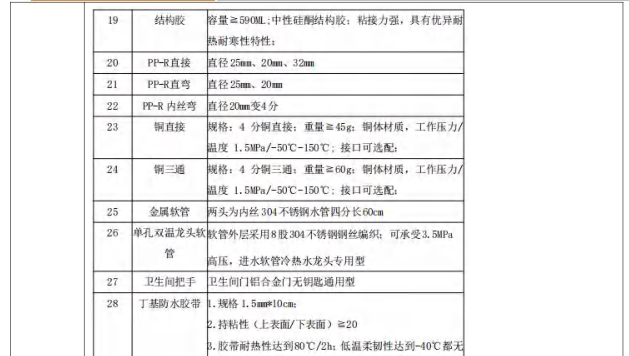 19 结构胶 容量≧590ML;中性硅酮结构胶;粘接力强，具有优异耐
热耐寒性特性;
20 PP-R直接 直径25mm、20mm、32mm
21 PP-R直弯 直径25mm、20mm
22 PP-R 内丝弯 直径20mm变4分
23 铜直接 规格：4 分铜直接；重量≧45g；铜体材质，工作压力/
温度 1.5MPa/-50℃-150℃；接口可选配;
24 铜三通 规格：4 分铜三通；重量≧60g；铜体材质，工作压力/
温度 1.5MPa/-50℃-150℃；接口可选配;
25 金属软管 两头为内丝304不锈钢水管四分长60cm
26 单孔双温龙头软 软管外层采用8股304不锈钢钢丝编织；可承受3.5MPa
管 高压，进水软管冷热水龙头专用型
27 卫生间把手 卫生间门铝合金门无钥匙通用型
28 丁基防水胶带 1.规格 1.5mm*10cm;
2.持粘性（上表面/下表面）≧20
3.胶带耐热性达到80℃/2h；低温柔韧性达到-40℃都无